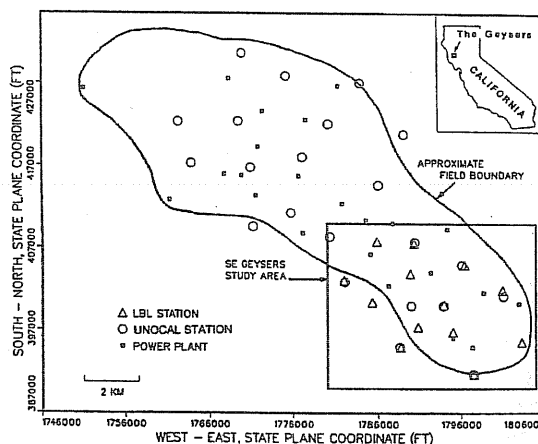 The Geysers
CALIFORNIA
APPROXIMATE
FIELD BOUNDARY
SE GEYSERS
STUDY AREA
LBL STATION
UNOCAL STATION
POWER PLANT
2 KM
SOUTH - NORTH, STATE PLANE COORDINATE (FT)
427000
417000
407000
397000
387000
1746000 1756000 1766000 1776000 1786000 1796000 1806000
WEST - EAST, STATE PLANE COORDINATE (FT)